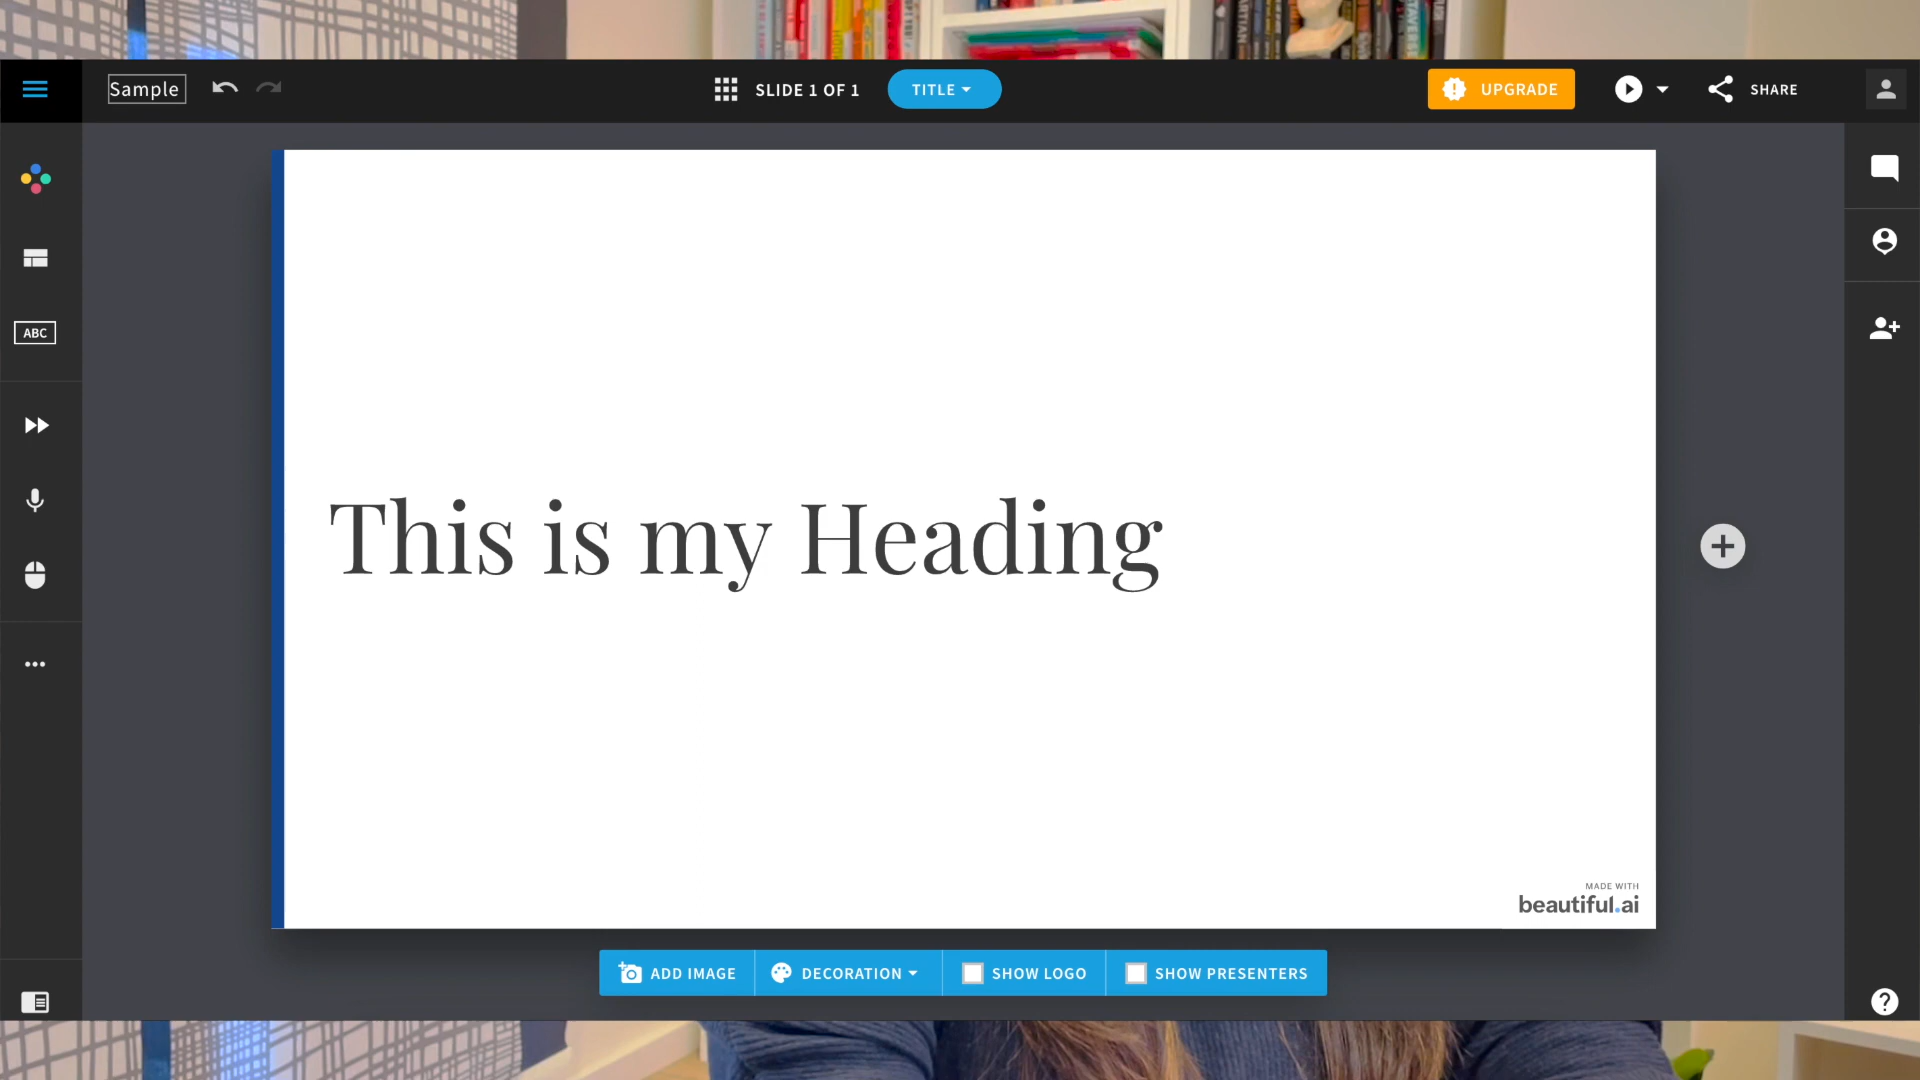 Sample
SLIDE 1 OF 1
TITLE
UPGRADE
SHARE
ABC
This is my Heading
MADE WITH
beautiful.ai
ADD IMAGE
DECORATION
SHOW LOGO
SHOW PRESENTERS